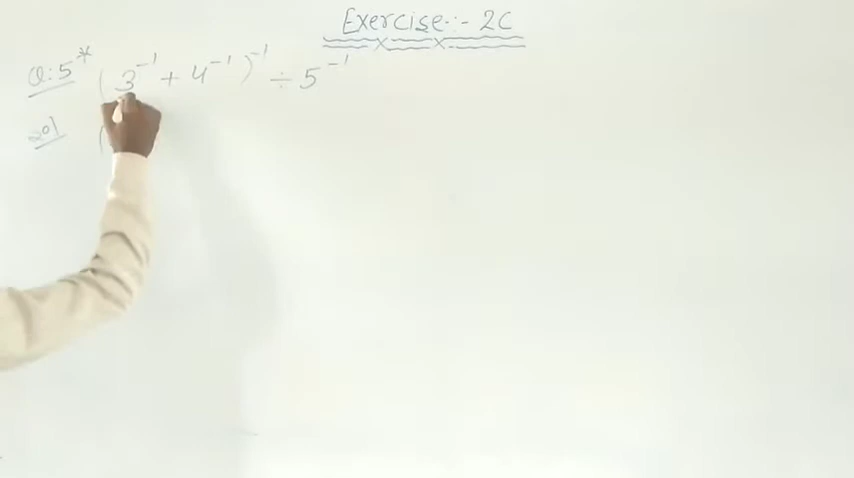 Exercise:- 2C
Q:5* (3⁻¹ + 4⁻¹)⁻¹ ÷ 5⁻¹
Sol (